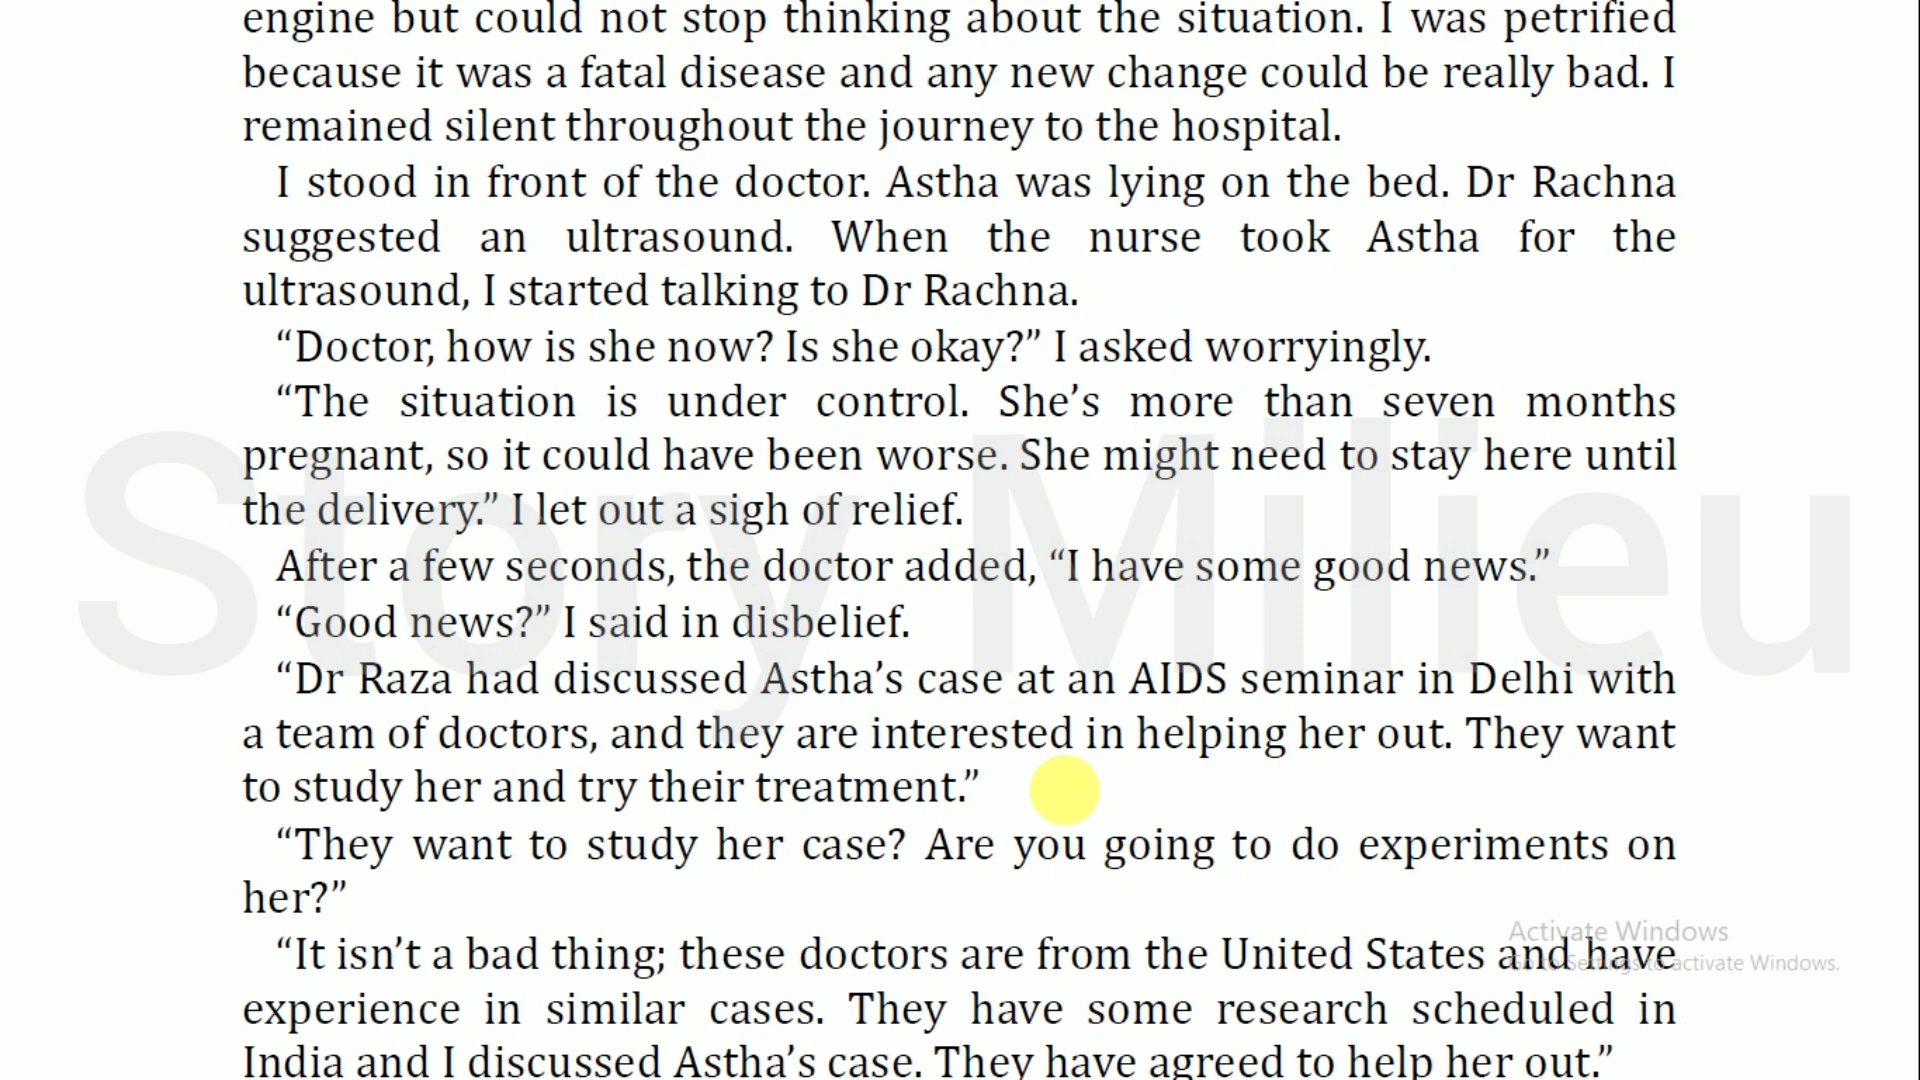 engine but could not stop thinking about the situation. I was petrified
because it was a fatal disease and any new change could be really bad. I
remained silent throughout the journey to the hospital.
I stood in front of the doctor. Astha was lying on the bed. Dr Rachna
suggested an ultrasound. When the nurse took Astha for the
ultrasound, I started talking to Dr Rachna.
“Doctor, how is she now? Is she okay?” I asked worryingly.
“The situation is under control. She’s more than seven months
pregnant, so it could have been worse. She might need to stay here until
the delivery.” I let out a sigh of relief.
Story Milieu
After a few seconds, the doctor added, “I have some good news.”
“Good news?” I said in disbelief.
“Dr Raza had discussed Astha’s case at an AIDS seminar in Delhi with
a team of doctors, and they are interested in helping her out. They want
to study her and try their treatment.”
“They want to study her case? Are you going to do experiments on
her?”
“It isn’t a bad thing; these doctors are from the United States and have
experience in similar cases. They have some research scheduled in
India and I discussed Astha’s case. They have agreed to help her out.”
Activate Windows
Go to Settings to activate Windows.